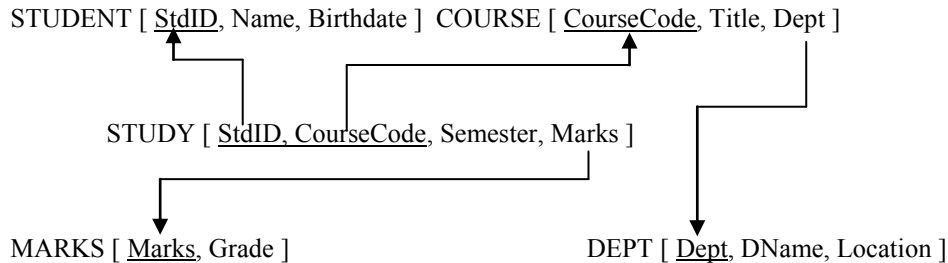 STUDENT [ StdID, Name, Birthdate ] COURSE [ CourseCode, Title, Dept ]
STUDY [ StdID, CourseCode, Semester, Marks ]
MARKS [ Marks, Grade ] DEPT [ Dept, DName, Location ]